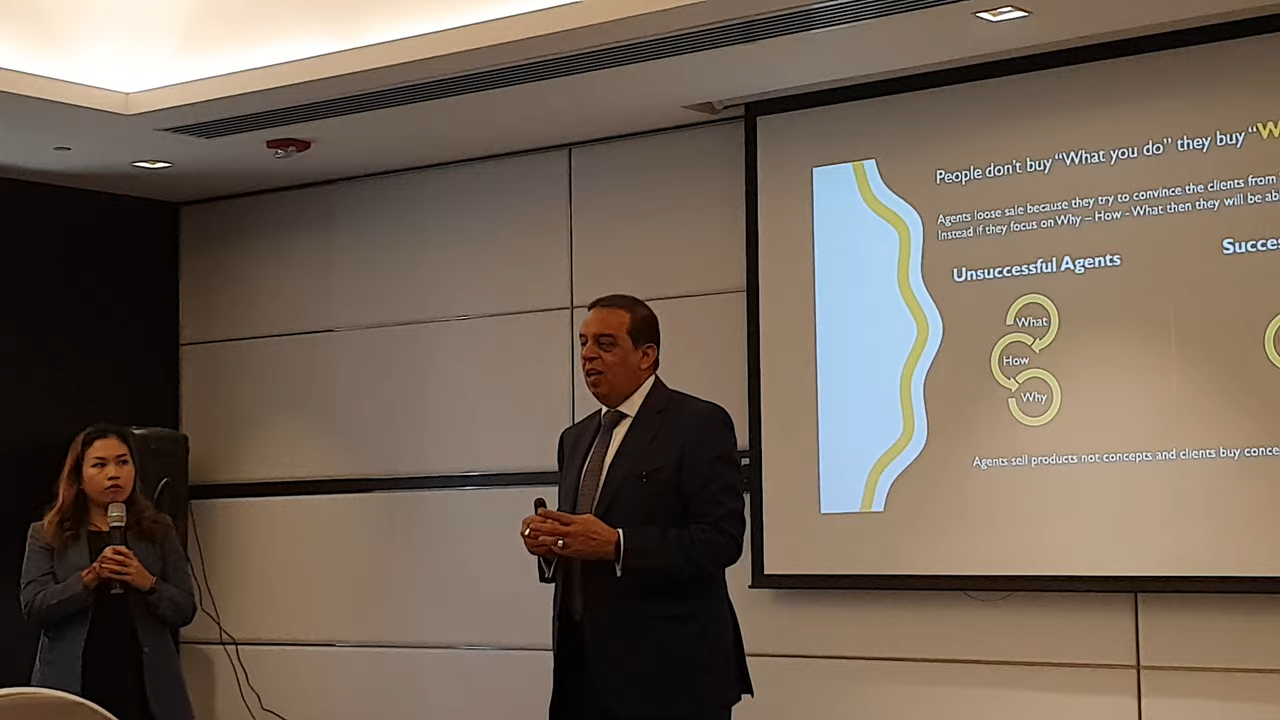 People don't buy "What you do" they buy "W
Agents loose sale because they try to convince the clients from
Instead if they focus on Why – How - What then they will be ab
Unsuccessful Agents
Succes
What
How
Why
Agents sell products not concepts and clients buy conce